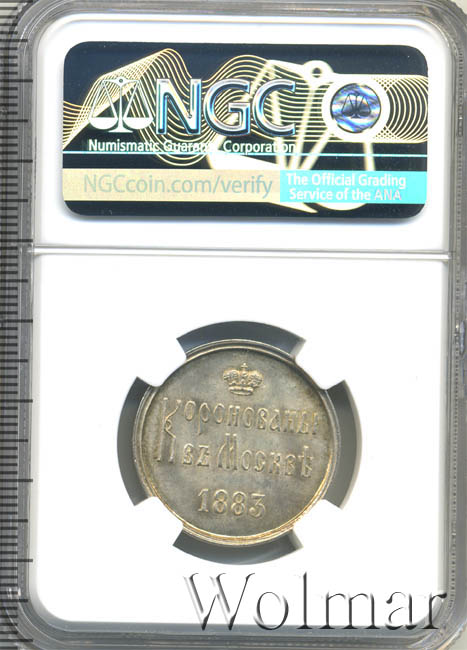 NGC
Numismatic Guaranty Corporation
NGCcoin.com/verify
The Official Grading
Service of the ANA
Коронованы
въ Москвѣ
1883
Wolmar